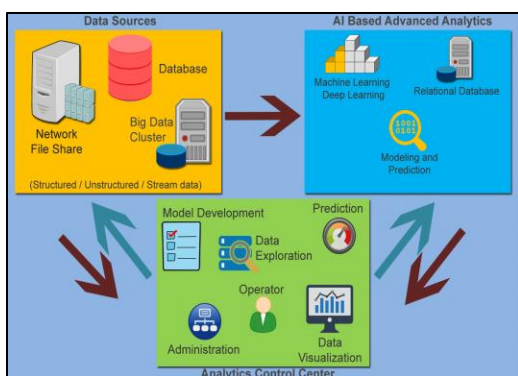 Data Sources
Database
Network
File Share
Big Data
Cluster
(Structured / Unstructured / Stream data)
AI Based Advanced Analytics
Machine Learning
Deep Learning
Relational Database
1001
0101
Modeling and
Prediction
Model Development
Prediction
Data
Exploration
Operator
Administration
Data
Visualization
Analytics Control Center